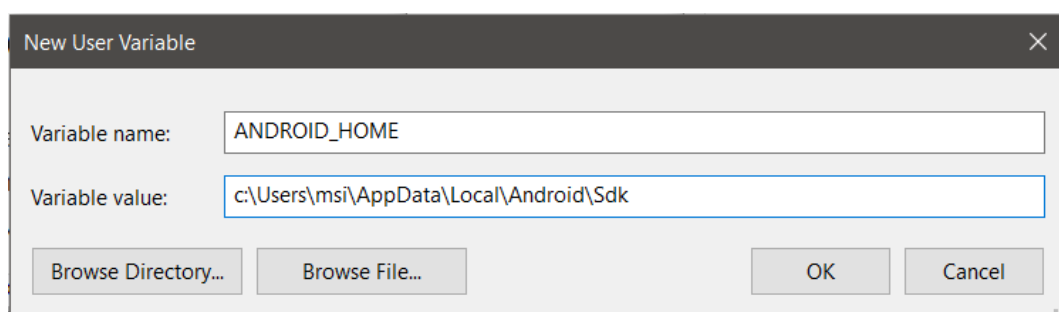 New User Variable
Variable name: ANDROID_HOME
Variable value: c:\Users\msi\AppData\Local\Android\Sdk
Browse Directory... Browse File... OK Cancel